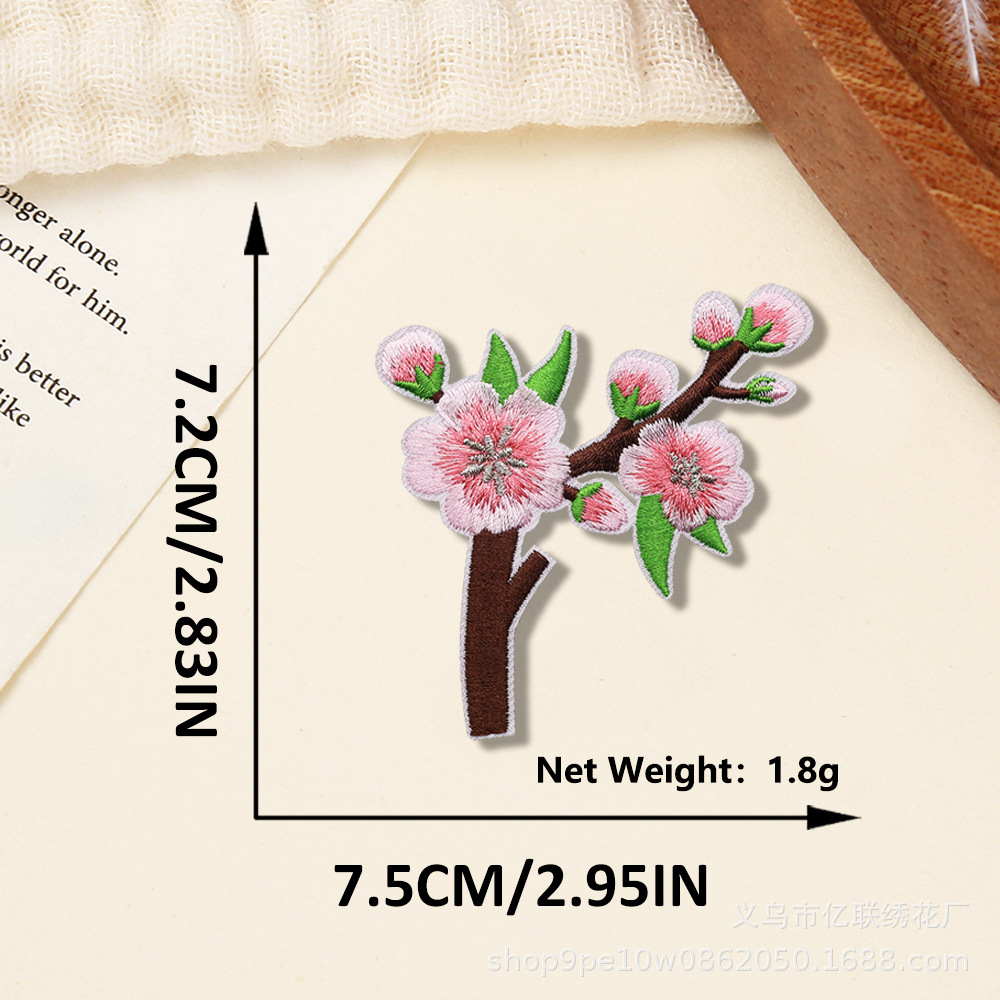 onger alone.
orld for him.
is better
like
7.2CM/2.83IN
Net Weight: 1.8g
7.5CM/2.95IN
义乌市亿联绣花厂
shop9pe10w0862050.1688.com